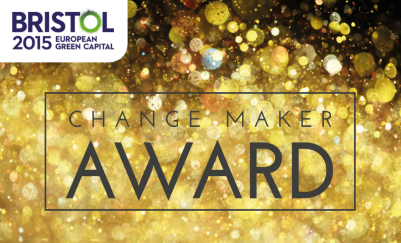 BRISTOL
2015 EUROPEAN
GREEN CAPITAL
CHANGE MAKER
AWARD